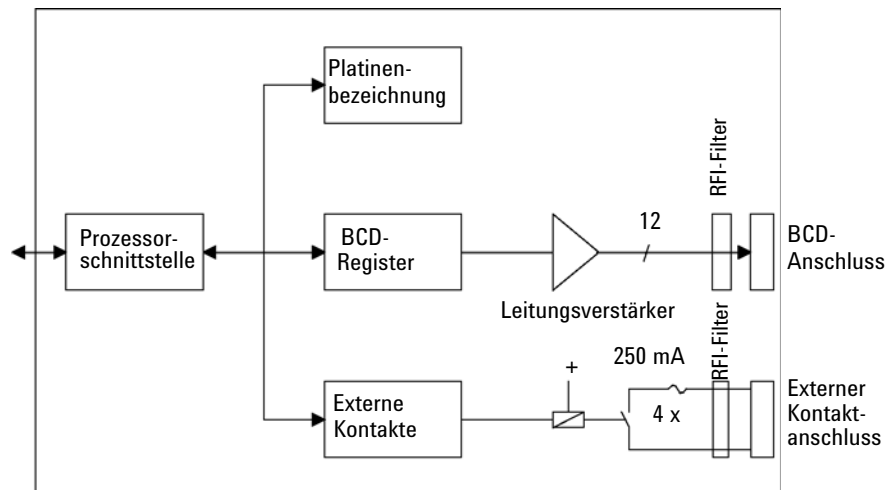 Platinen-
bezeichnung
RFI-Filter
Prozessor-
schnittstelle
BCD-
Register
12
BCD-
Anschluss
Leitungsverstärker
250 mA
RFI-Filter
+
Externe
Kontakte
4 x
Externer
Kontakt-
anschluss